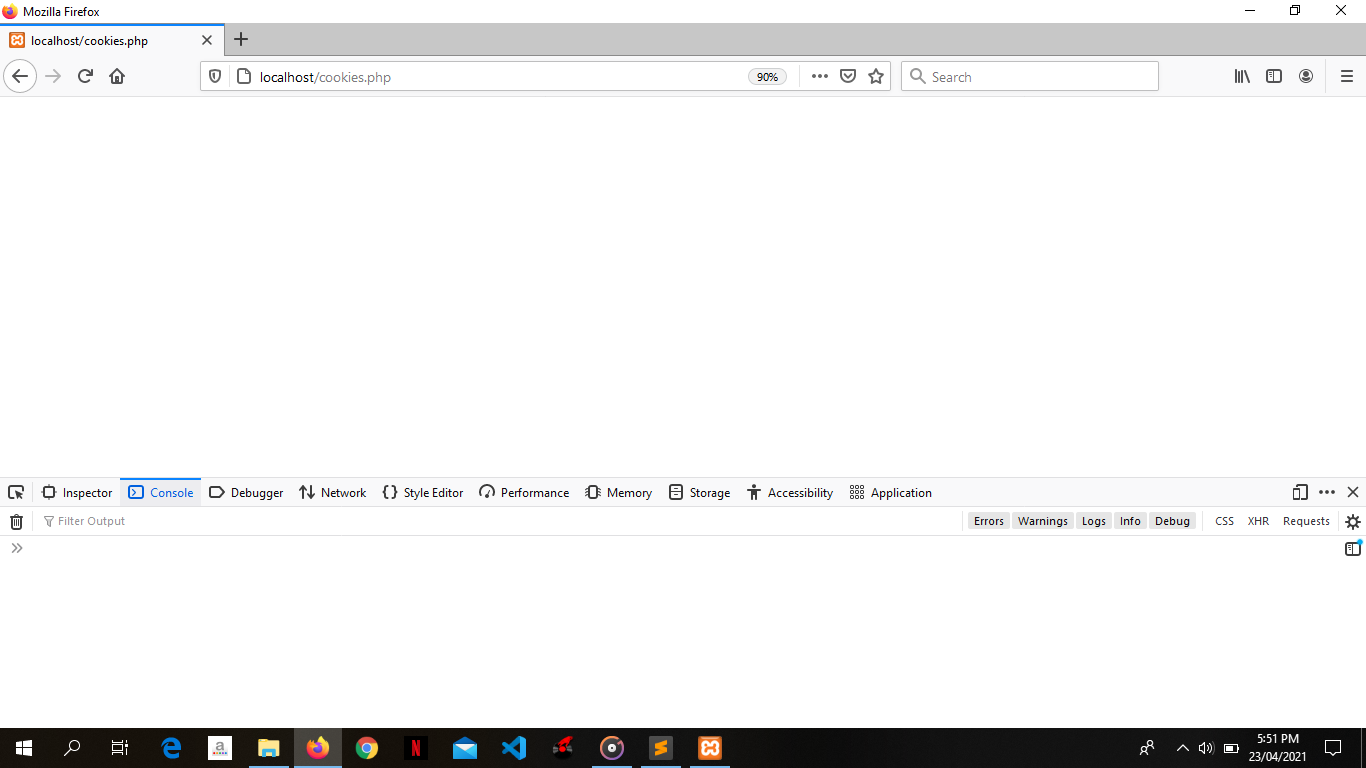 Mozilla Firefox
localhost/cookies.php
localhost/cookies.php 90% Search
Inspector Console Debugger Network Style Editor Performance Memory Storage Accessibility Application
Filter Output Errors Warnings Logs Info Debug CSS XHR Requests
a N
5:51 PM
23/04/2021